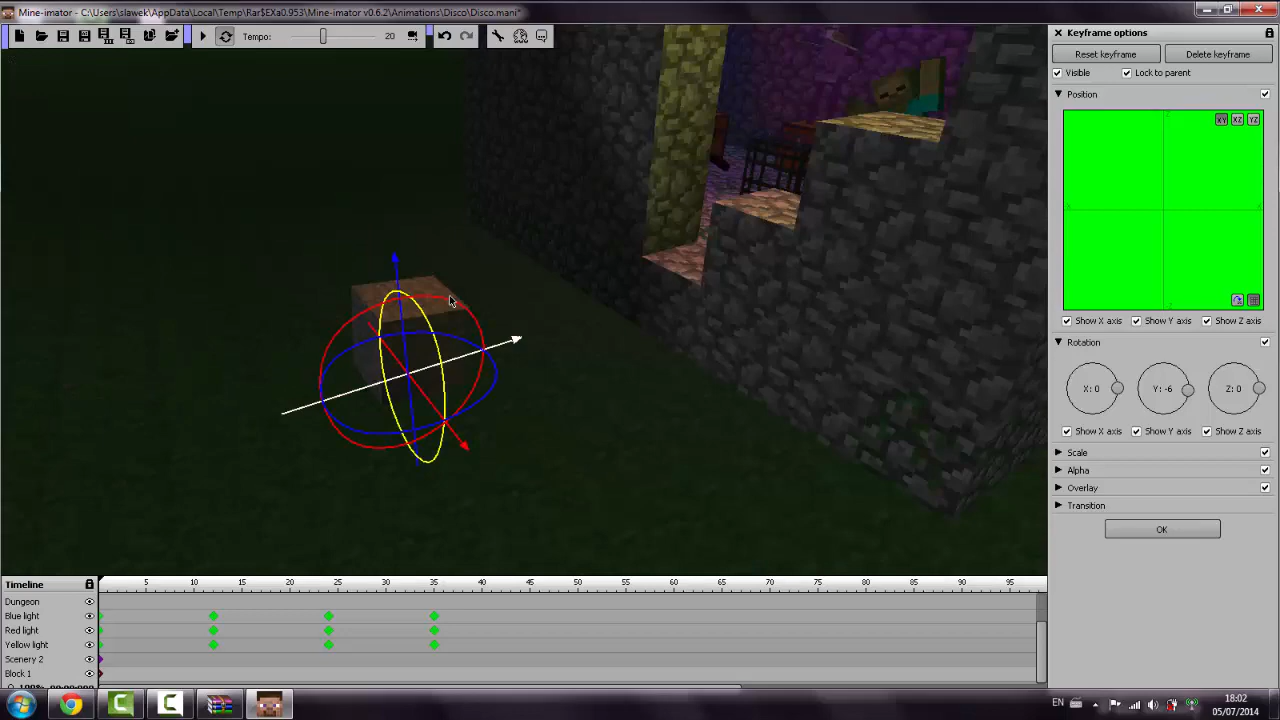 Mine-imator - C:\Users\slawek\AppData\Local\Temp\Rar$EXa0.953\Mine-imator v0.6.2\Animations\Disco\Disco.mani*
Tempo: 20
Keyframe options
Reset keyframe Delete keyframe
Visible Lock to parent
Position
XY XZ YZ
Show X axis Show Y axis Show Z axis
Rotation
X: 0 Y: -6 Z: 0
Show X axis Show Y axis Show Z axis
Scale
Alpha
Overlay
Transition
OK
Timeline 5 10 15 20 25 30 35 40 45 50 55 60 65 70 75 80 85 90 95
Dungeon
Blue light
Red light
Yellow light
Scenery 2
Block 1
EN 18:02
05/07/2014